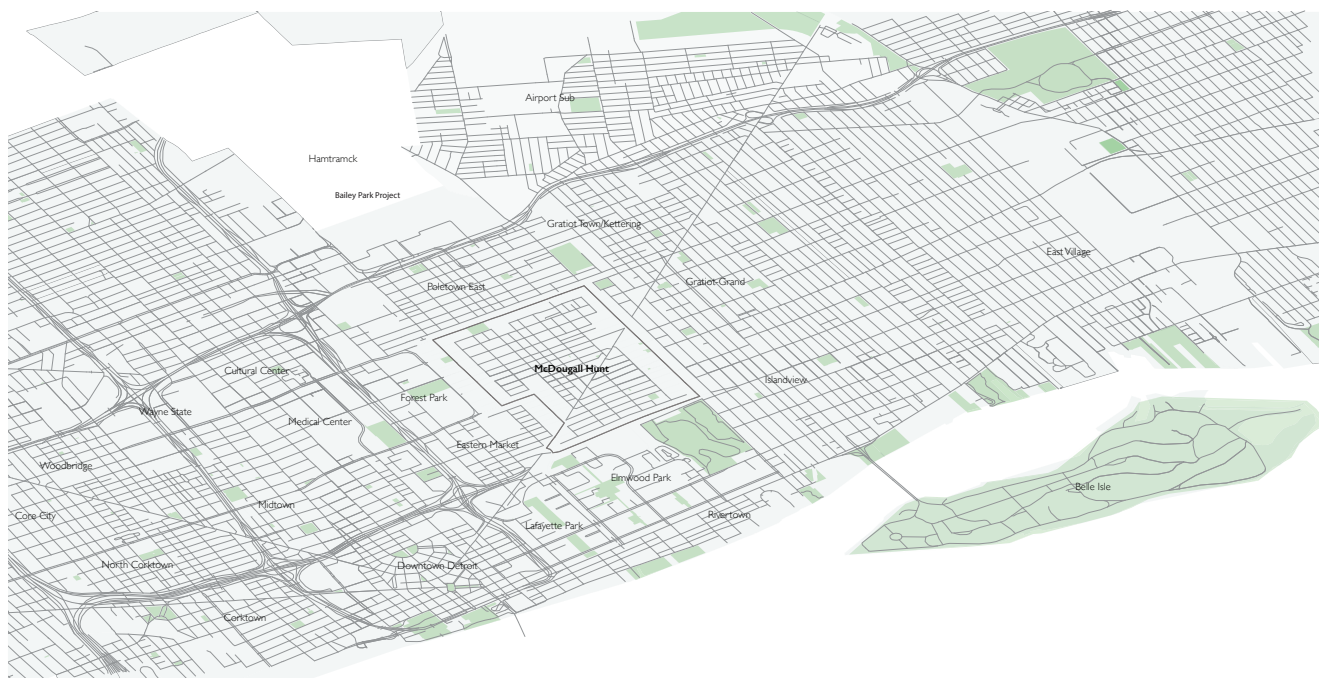 Airport Sub
Hamtramck
Bailey Park Project
Gratiot Town/Kettering
East Village
Gratiot-Grand
Poletown East
McDougall Hunt
Cultural Center
Islandview
Forest Park
Wayne State
Medical Center
Eastern Market
Woodbridge
Elmwood Park
Belle Isle
Midtown
Core City
Rivertown
Lafayette Park
North Corktown
Downtown Detroit
Corktown